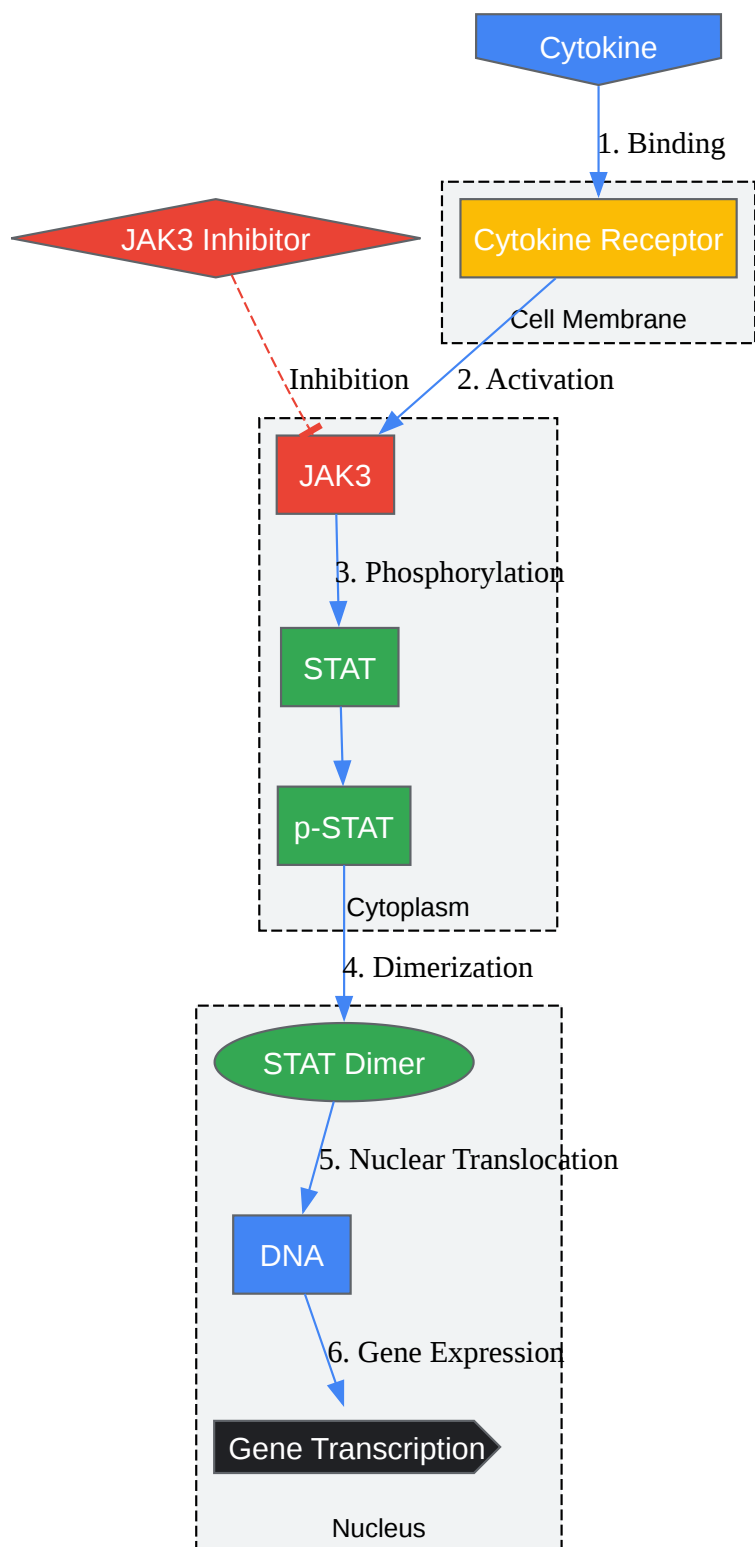 Cytokine
1. Binding
JAK3 Inhibitor
Cytokine Receptor
Cell Membrane
Inhibition
2. Activation
JAK3
3. Phosphorylation
STAT
p-STAT
Cytoplasm
4. Dimerization
STAT Dimer
5. Nuclear Translocation
DNA
6. Gene Expression
Gene Transcription
Nucleus